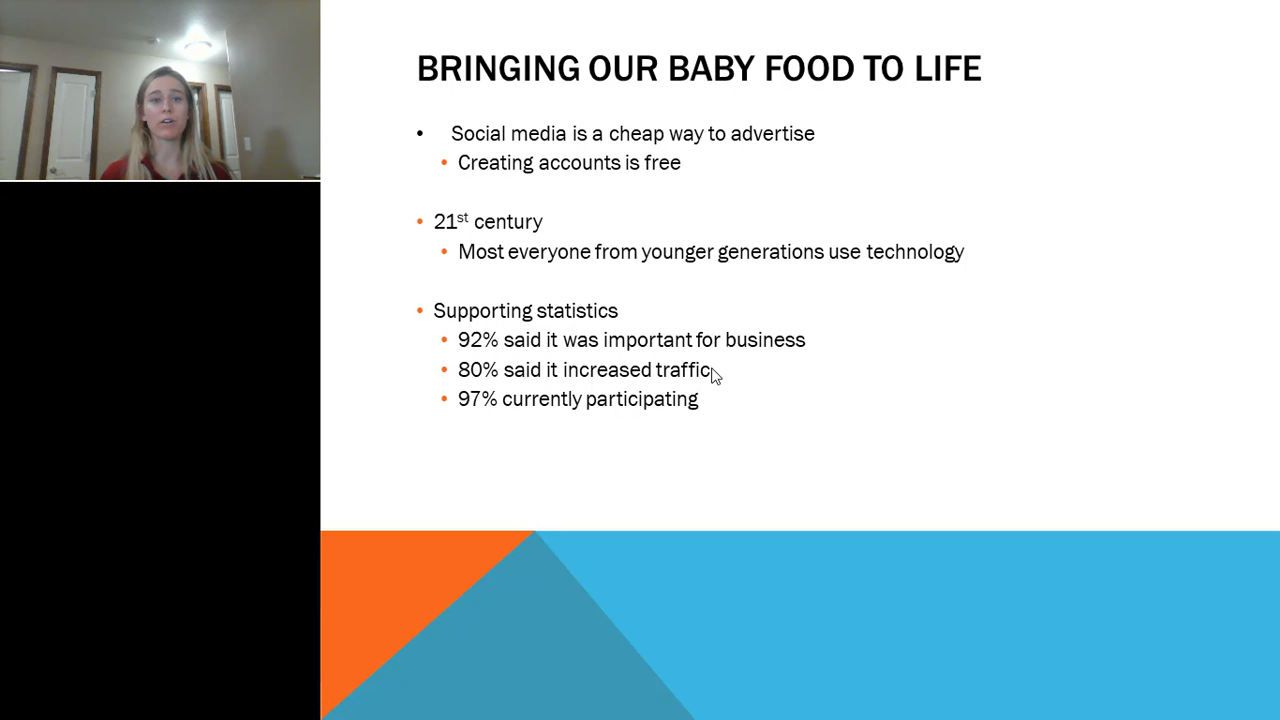 BRINGING OUR BABY FOOD TO LIFE
• Social media is a cheap way to advertise
• Creating accounts is free
• 21st century
• Most everyone from younger generations use technology
• Supporting statistics
• 92% said it was important for business
• 80% said it increased traffic
• 97% currently participating